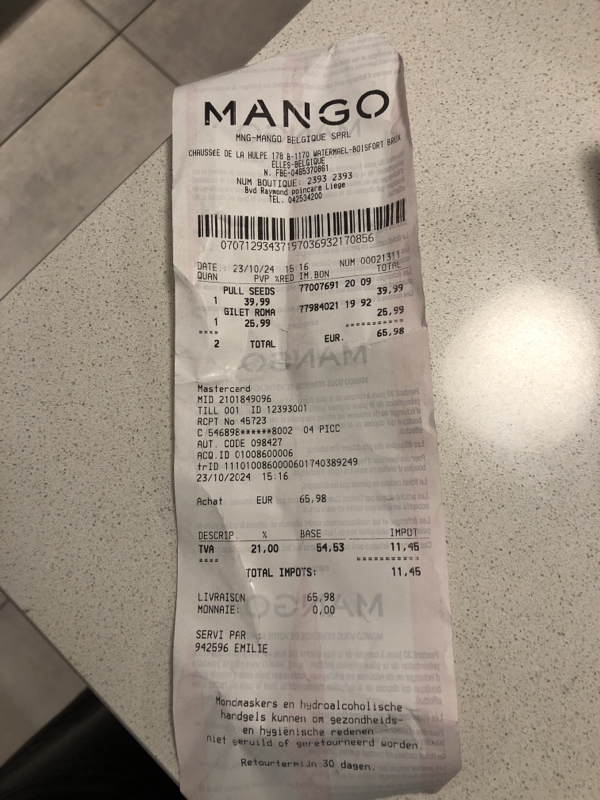 MANGO
MNG-MANGO BELGIQUE SPRL
CHAUSSÉE DE LA HULPE 178 B-1170 WATERMAEL-BOISFORT BRUX
ELLES-BELGIQUE
N. FBE-0465370861
NUM BOUTIQUE: 2393 2393
Bvd Raymond poincare Liege
TEL. 042534200
07071293437197036932170856
DATE.: 23/10/24 15 16 NUM.00021311
QUAN PVP %RED IM.BON TOTAL
PULL SEEDS 77007691 20 09
1 39,99 39,99
GILET ROMA 77984021 19 92
1 25,99 25,99
==== ===========
2 TOTAL EUR. 65,98
Mastercard
MID 2101849096
TILL 001 ID 12393001
RCPT No 45723
C 546898******8002 04 PICC
AUT. CODE 098427
ACQ.ID 01008600006
trID 1110100860000601740389249
23/10/2024 15:16
Achat EUR 65,98
DESCRIP. % BASE IMPOT
TVA 21,00 54,53 11,45
==== ===========
TOTAL IMPOTS: 11,45
LIVRAISON 65,98
MONNAIE: 0,00
SERVI PAR :
942596 EMILIE
Mondmaskers en hydroalcoholische
handgels kunnen om gezondheids-
en hygiënische redenen
niet geruild of geretourneerd worden.
Retourtermijn 30 dagen.